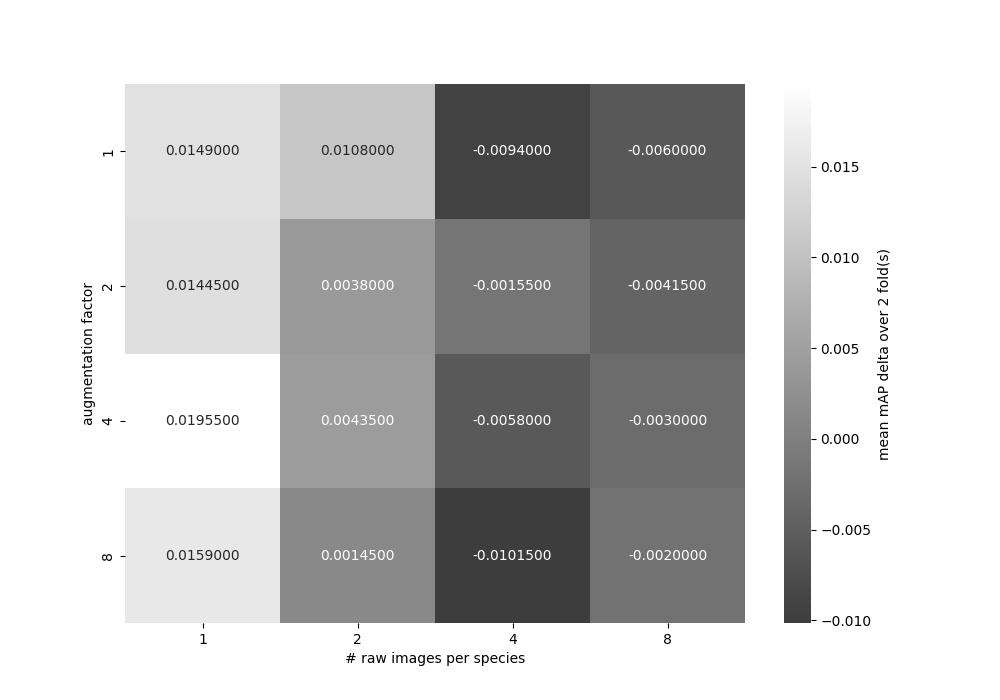 1 0.0149000 0.0108000 -0.0094000 -0.0060000
2 0.0144500 0.0038000 -0.0015500 -0.0041500
4 0.0195500 0.0043500 -0.0058000 -0.0030000
8 0.0159000 0.0014500 -0.0101500 -0.0020000
1 2 4 8
# raw images per species
augmentation factor
0.015
0.010
0.005
0.000
−0.005
−0.010
mean mAP delta over 2 fold(s)